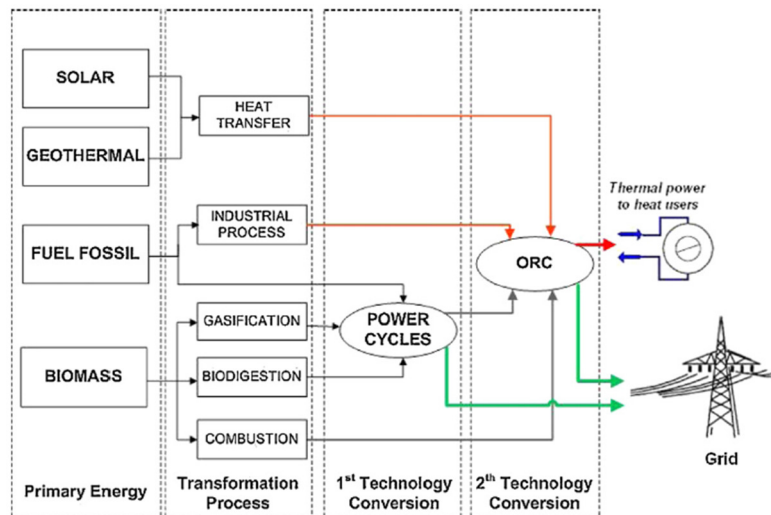 SOLAR
GEOTHERMAL
FUEL FOSSIL
BIOMASS
Primary Energy
HEAT
TRANSFER
INDUSTRIAL
PROCESS
GASIFICATION
BIODIGESTION
COMBUSTION
Transformation
Process
POWER
CYCLES
1st Technology
Conversion
ORC
2th Technology
Conversion
Thermal power
to heat users
Grid